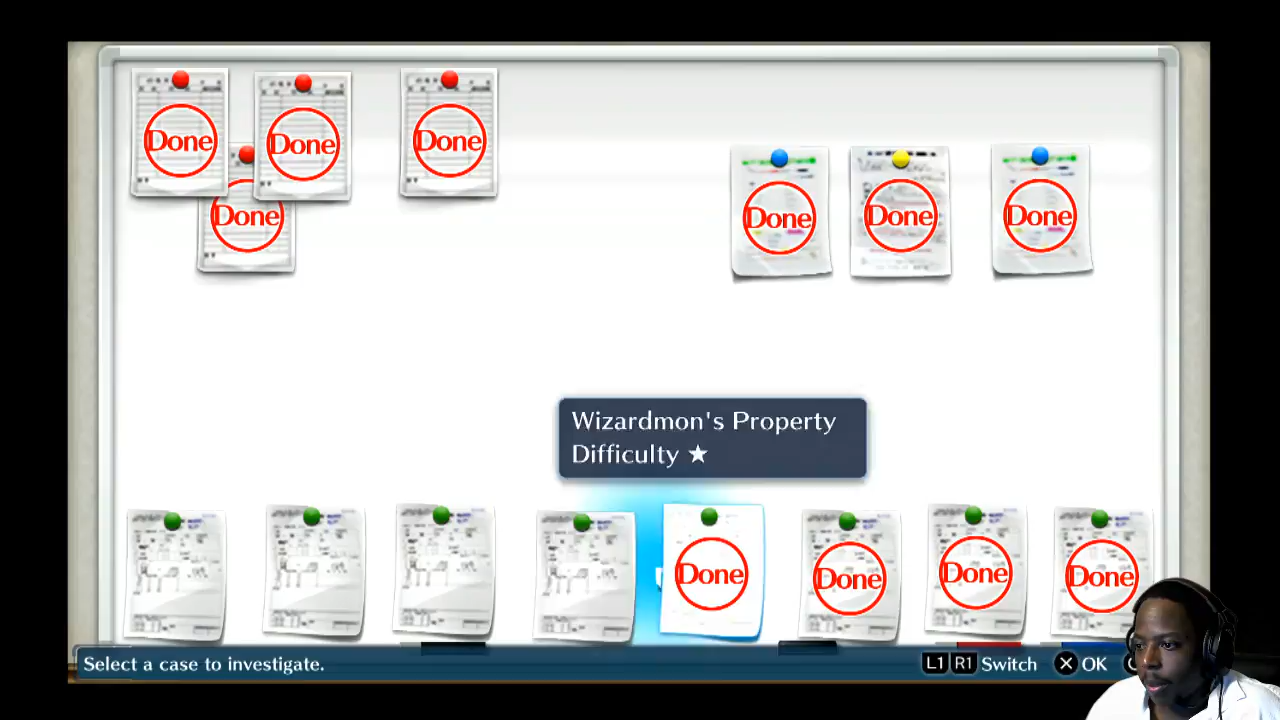 Done
Done
Done
Done
Done
Done
Done
Wizardmon's Property
Difficulty ★
Done
Done
Done
Done
Select a case to investigate.
L1 R1 Switch X OK